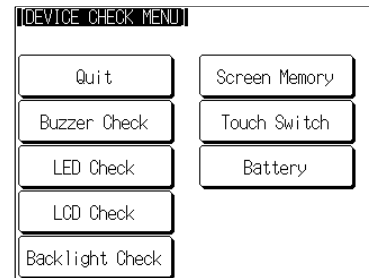 [DEVICE CHECK MENU]
Quit
Screen Memory
Buzzer Check
Touch Switch
LED Check
Battery
LCD Check
Backlight Check